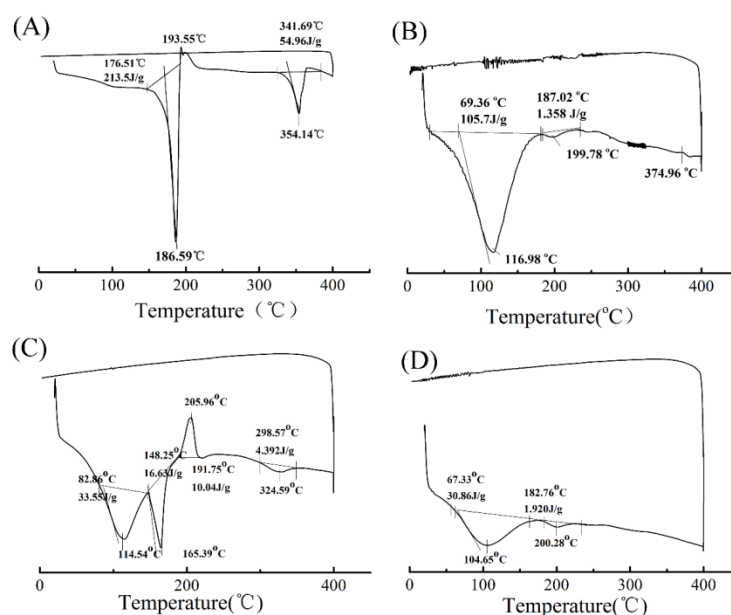 (A)
193.55℃
341.69℃
54.96J/g
176.51℃
213.5J/g
354.14℃
186.59℃
0 100 200 300 400
Temperature（℃）
(B)
69.36 °C
105.7J/g
187.02 °C
1.358 J/g
199.78 °C
374.96 °C
116.98 °C
0 100 200 300 400
Temperature(°C)
(C)
205.96°C
298.57°C
4.392J/g
148.25°C
16.63J/g
82.86°C
33.55J/g
191.75°C
10.04J/g
324.59°C
114.54°C
165.39°C
0 200 400
Temperature(°C)
(D)
67.33 °C
30.86J/g
182.76 °C
1.920J/g
200.28°C
104.65°C
0 100 200 300 400
Temperature(°C)